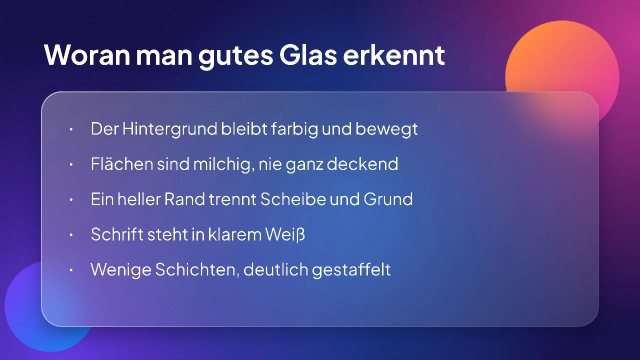 Woran man gutes Glas erkennt
· Der Hintergrund bleibt farbig und bewegt
· Flächen sind milchig, nie ganz deckend
· Ein heller Rand trennt Scheibe und Grund
· Schrift steht in klarem Weiß
· Wenige Schichten, deutlich gestaffelt